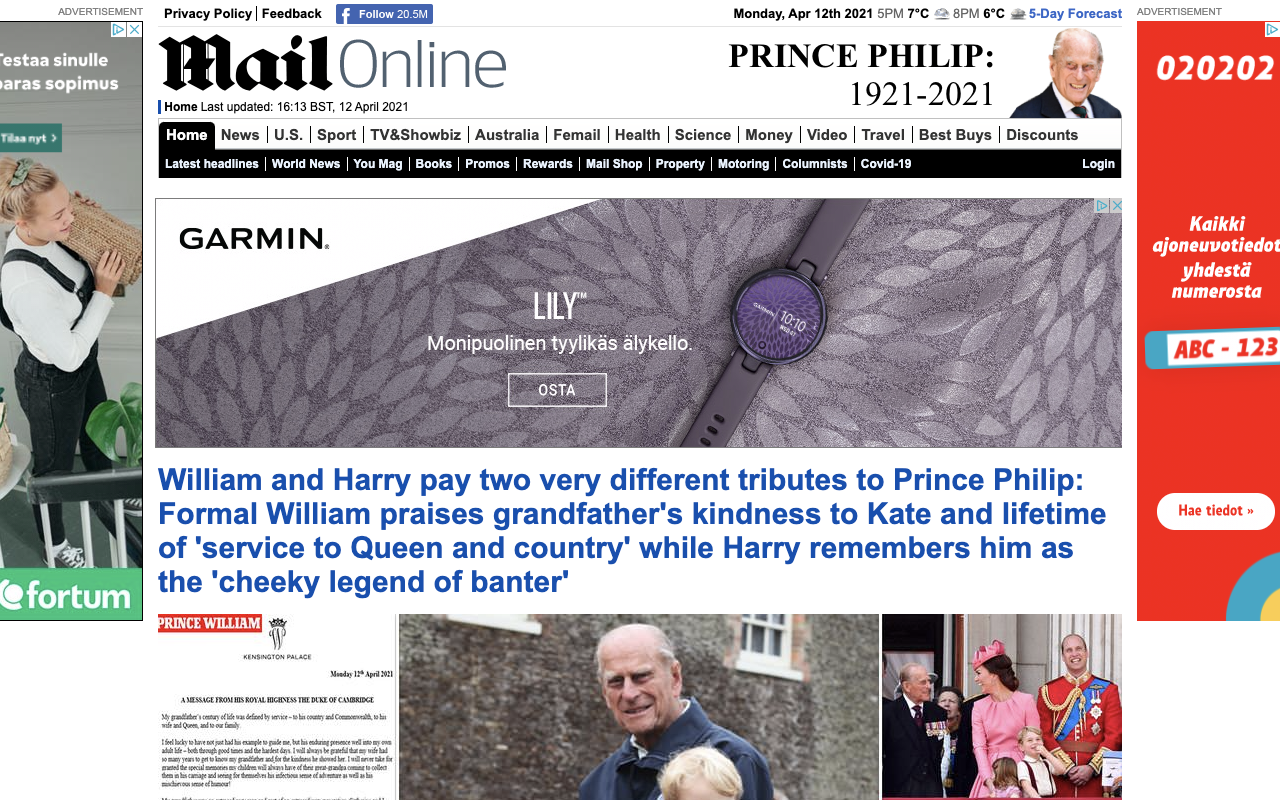 ADVERTISEMENT
Privacy Policy
Feedback
Follow 20.5M
Monday, Apr 12th 2021 5PM 7°C 8PM 6°C 5-Day Forecast
ADVERTISEMENT
Mail Online
PRINCE PHILIP:
1921-2021
Home Last updated: 16:13 BST, 12 April 2021
Home News U.S. Sport TV&Showbiz Australia Femail Health Science Money Video Travel Best Buys Discounts
Latest headlines World News You Mag Books Promos Rewards Mail Shop Property Motoring Columnists Covid-19 Login
Testaa sinulle
paras sopimus
Tilaa nyt >
fortum
GARMIN
LILY™
Monipuolinen tyylikäs älykello.
OSTA
GARMIN
10:10
020202
Kaikki
ajoneuvotiedot
yhdestä
numerosta
ABC - 123
Hae tiedot »
William and Harry pay two very different tributes to Prince Philip:
Formal William praises grandfather's kindness to Kate and lifetime
of 'service to Queen and country' while Harry remembers him as
the 'cheeky legend of banter'
PRINCE WILLIAM
KENSINGTON PALACE
Monday 12th April 2021
A MESSAGE FROM HIS ROYAL HIGHNESS THE DUKE OF CAMBRIDGE
My grandfather's century of life was defined by service – to his country and Commonwealth, to his
wife and Queen, and to our family.
I feel lucky to have not just had his example to guide me, but his enduring presence well into my own
adult life – both through good times and the hardest days. I will always be grateful that my wife had
so many years to get to know my grandfather and for the kindness he showed her. I will never take for
granted the special memories my children will always have of their great-grandpa coming to collect
them in his carriage and seeing for themselves his infectious sense of adventure as well as his
mischievous sense of humour!